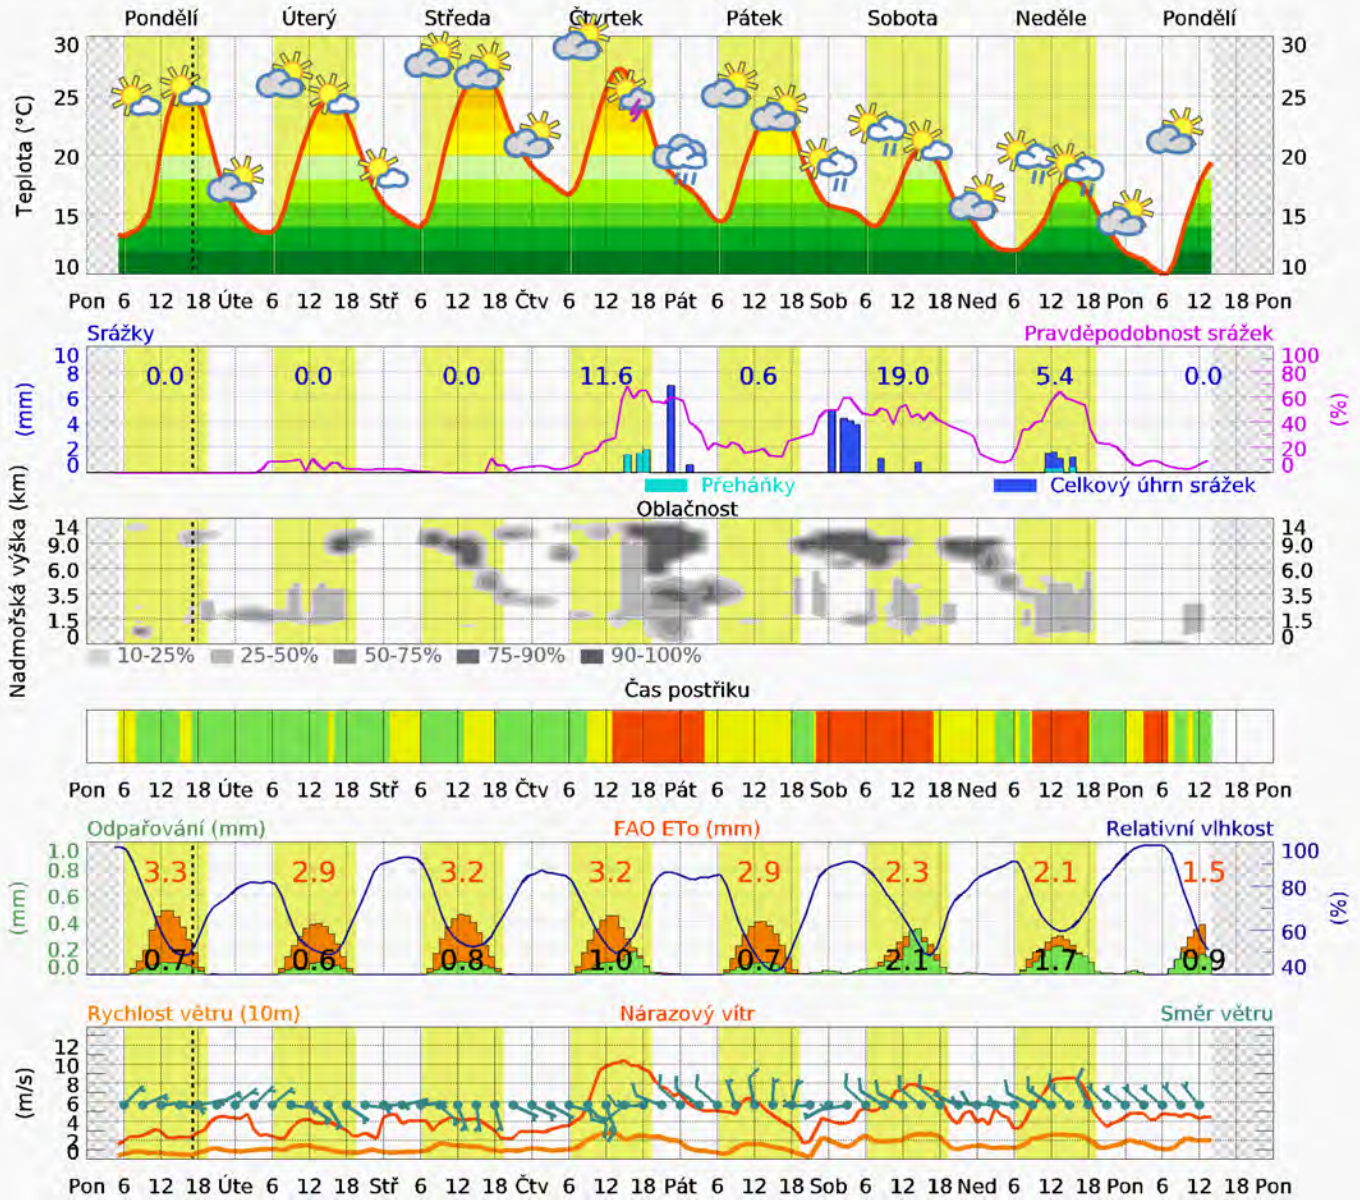 Pondělí Úterý Středa Čtvrtek Pátek Sobota Neděle Pondělí
Teplota (°C)
30 30
25 25
20 20
15 15
10 10
Pon 6 12 18 Úte 6 12 18 Stř 6 12 18 Čtv 6 12 18 Pát 6 12 18 Sob 6 12 18 Ned 6 12 18 Pon 6 12 18 Pon
Srážky Pravděpodobnost srážek
(mm) (%)
10 100
8 0.0 0.0 0.0 11.6 0.6 19.0 5.4 0.0 80
6 60
4 40
2 20
0 0
Přeháňky Celkový úhrn srážek
Oblačnost
Nadmořská výška (km)
14 14
9.0 9.0
6.0 6.0
3.5 3.5
1.5 1.5
0 0
10-25% 25-50% 50-75% 75-90% 90-100%
Čas postřiku
Pon 6 12 18 Úte 6 12 18 Stř 6 12 18 Čtv 6 12 18 Pát 6 12 18 Sob 6 12 18 Ned 6 12 18 Pon 6 12 18 Pon
Odpařování (mm) FAO ETo (mm) Relativní vlhkost
(mm) (%)
1.0 100
0.8 3.3 2.9 3.2 3.2 2.9 2.3 2.1 1.5 80
0.6
0.4 60
0.2
0.0 0.7 0.6 0.8 1.0 0.7 2.1 1.7 0.9 40
Rychlost větru (10m) Nárazový vítr Směr větru
(m/s)
12
10
8
6
4
2
0
Pon 6 12 18 Úte 6 12 18 Stř 6 12 18 Čtv 6 12 18 Pát 6 12 18 Sob 6 12 18 Ned 6 12 18 Pon 6 12 18 Pon